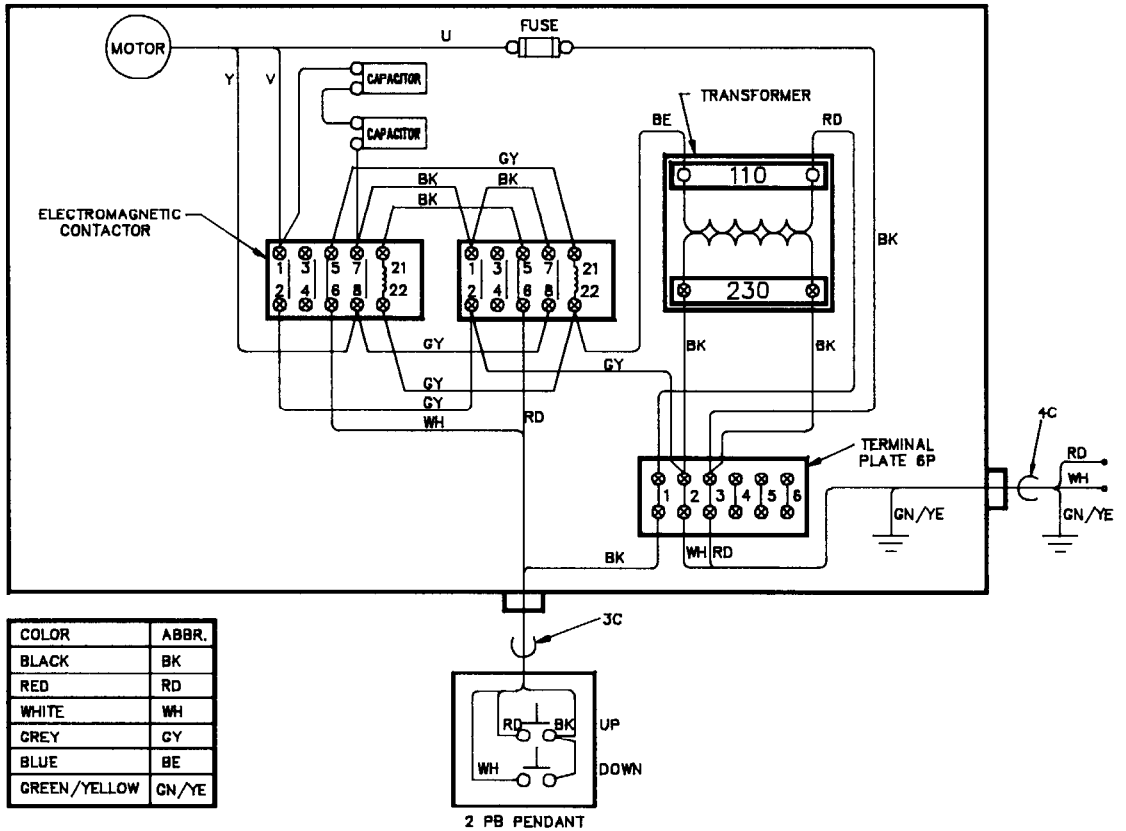 MOTOR
U
FUSE
Y
V
CAPACITOR
CAPACITOR
TRANSFORMER
BE
RD
GY
BK
BK
BK
110
230
BK
ELECTROMAGNETIC
CONTACTOR
1 3 5 7 21
2 4 6 8 22
1 3 5 7 21
2 4 6 8 22
GY
GY
GY
GY
WH
RD
BK
BK
TERMINAL
PLATE 6P
4C
RD
WH
GN/YE
GN/YE
1 2 3 4 5 6
BK
WH
RD
3C
COLOR ABBR.
BLACK BK
RED RD
WHITE WH
GREY GY
BLUE BE
GREEN/YELLOW GN/YE
RD
BK
UP
WH
DOWN
2 PB PENDANT